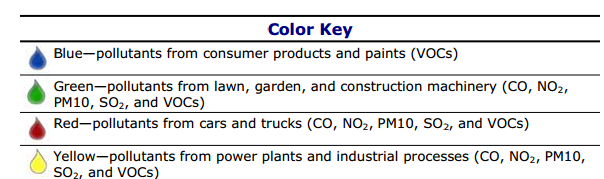 Color Key
Blue—pollutants from consumer products and paints (VOCs)
Green—pollutants from lawn, garden, and construction machinery (CO, NO₂,
PM10, SO₂, and VOCs)
Red—pollutants from cars and trucks (CO, NO₂, PM10, SO₂, and VOCs)
Yellow—pollutants from power plants and industrial processes (CO, NO₂, PM10,
SO₂, and VOCs)